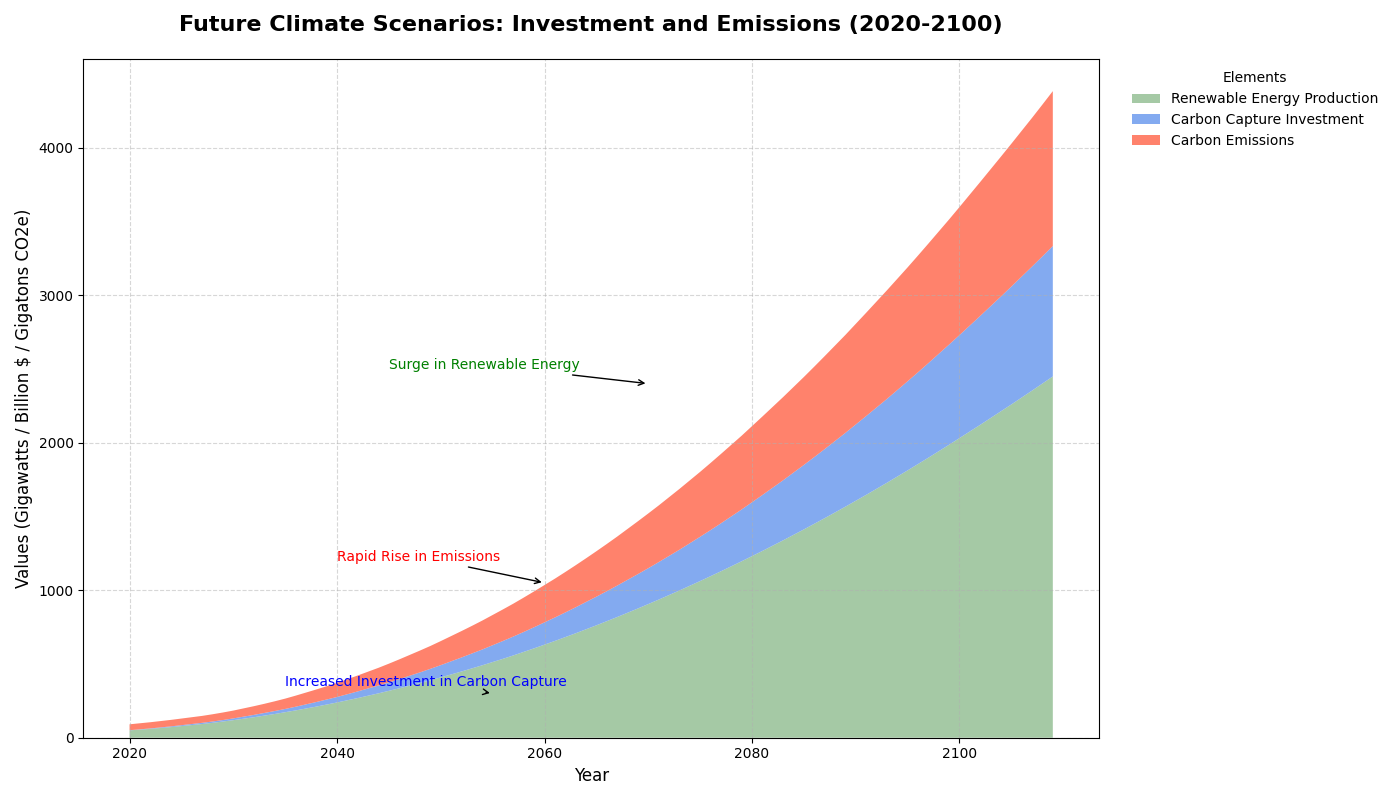 Future Climate Scenarios: Investment and Emissions (2020-2100)
Elements
Renewable Energy Production
Carbon Capture Investment
Carbon Emissions
Values (Gigawatts / Billion $ / Gigatons CO2e)
4000
3000
2000
1000
0
Surge in Renewable Energy
Rapid Rise in Emissions
Increased Investment in Carbon Capture
2020
2040
2060
2080
2100
Year